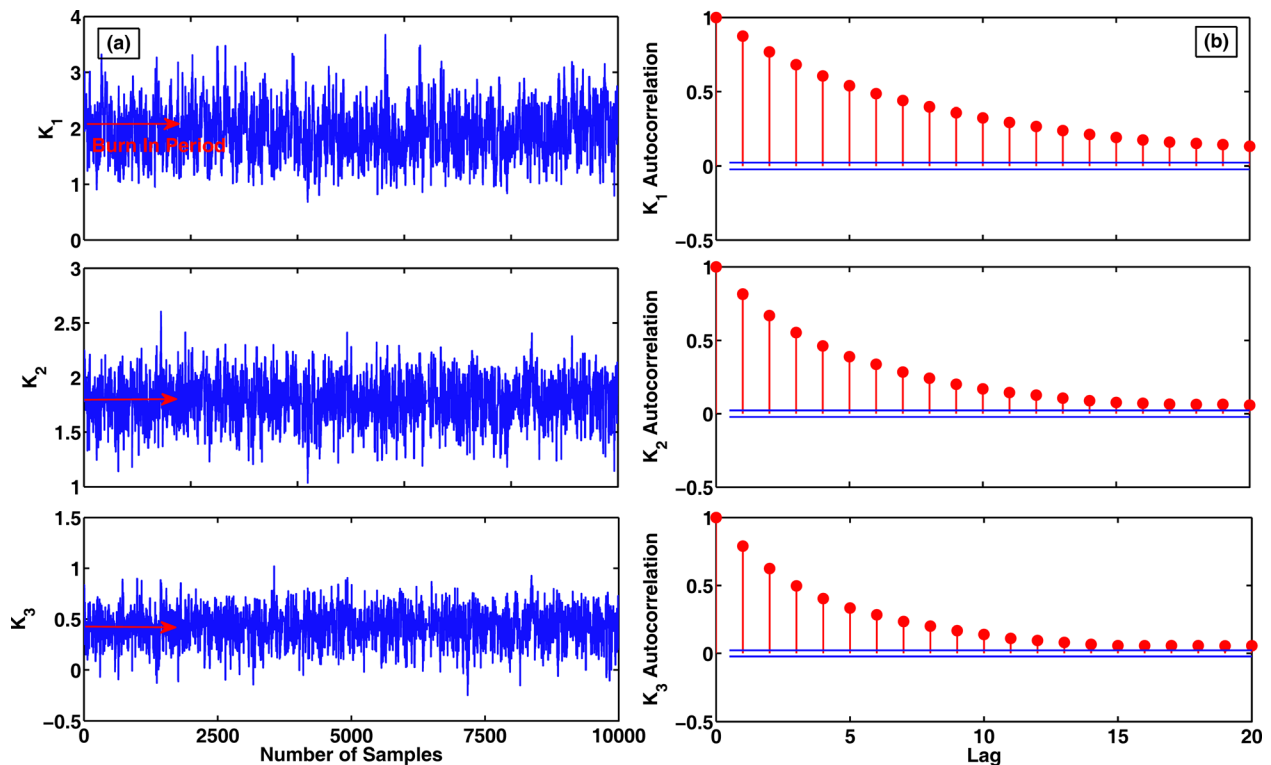 (a)
4
3
2
1
0
K1
Burn In Period
(b)
1
0.5
0
−0.5
K1 Autocorrelation
3
2.5
2
1.5
1
K2
1
0.5
0
−0.5
K2 Autocorrelation
1.5
1
0.5
0
−0.5
K3
0 2500 5000 7500 10000
Number of Samples
1
0.5
0
−0.5
K3 Autocorrelation
0 5 10 15 20
Lag